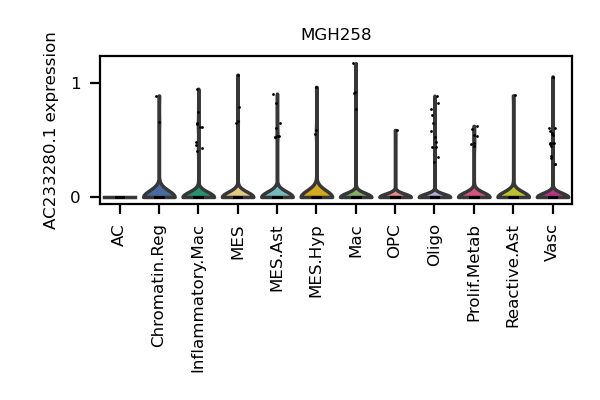 MGH258
AC233280.1 expression
1
0
AC
Chromatin.Reg
Inflammatory.Mac
MES
MES.Ast
MES.Hyp
Mac
OPC
Oligo
Prolif.Metab
Reactive.Ast
Vasc